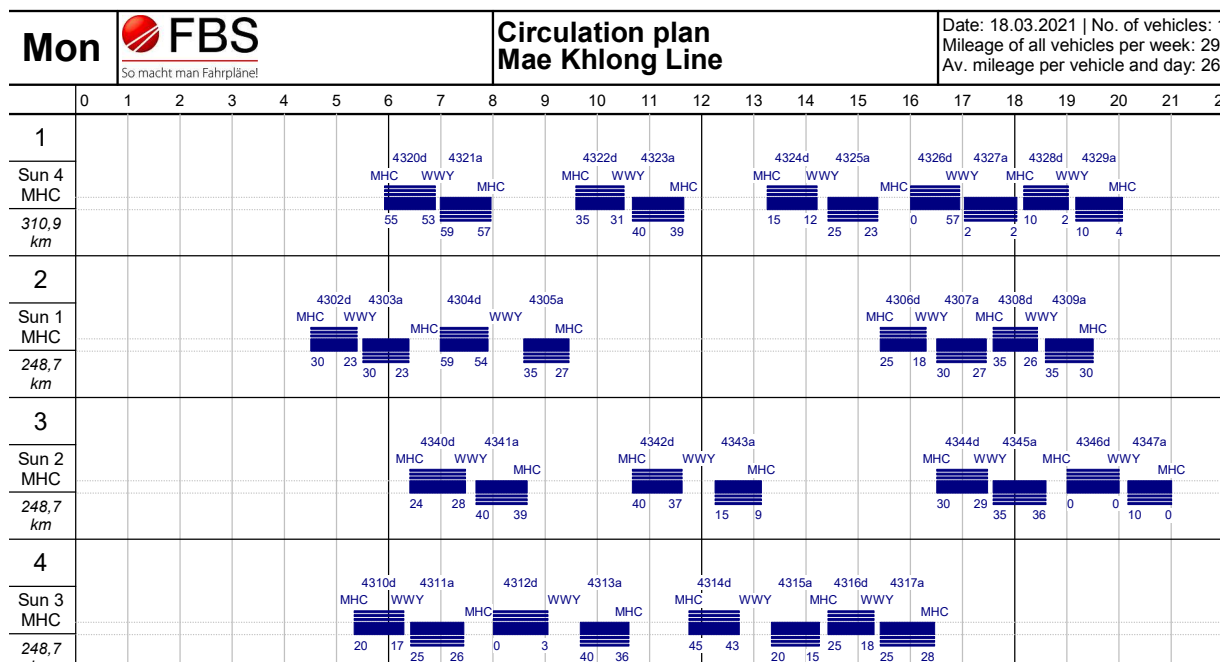 Mon
FBS
So macht man Fahrpläne!
Circulation plan
Mae Khlong Line
Date: 18.03.2021 | No. of vehicles:
Mileage of all vehicles per week: 29
Av. mileage per vehicle and day: 26
0 1 2 3 4 5 6 7 8 9 10 11 12 13 14 15 16 17 18 19 20 21 2
1
4320d 4321a 4322d 4323a 4324d 4325a 4326d 4327a 4328d 4329a
Sun 4
MHC
MHC WWY MHC MHC WWY MHC MHC WWY MHC MHC WWY MHC WWY MHC
55 53 59 57 35 31 40 39 15 12 25 23 0 57 2 2 10 2 10 4
310,9
km
2
4302d 4303a 4304d 4305a 4306d 4307a 4308d 4309a
Sun 1
MHC
MHC WWY MHC WWY MHC MHC WWY MHC WWY MHC
30 23 30 23 59 54 35 27 25 18 30 27 35 26 35 30
248,7
km
3
4340d 4341a 4342d 4343a 4344d 4345a 4346d 4347a
Sun 2
MHC
MHC WWY MHC MHC WWY MHC MHC WWY MHC WWY MHC
24 28 40 39 40 37 15 9 30 29 35 36 0 0 10 0
248,7
km
4
4310d 4311a 4312d 4313a 4314d 4315a 4316d 4317a
Sun 3
MHC
MHC WWY MHC WWY MHC MHC WWY MHC WWY MHC
20 17 25 26 0 3 40 36 45 43 20 15 25 18 25 28
248,7